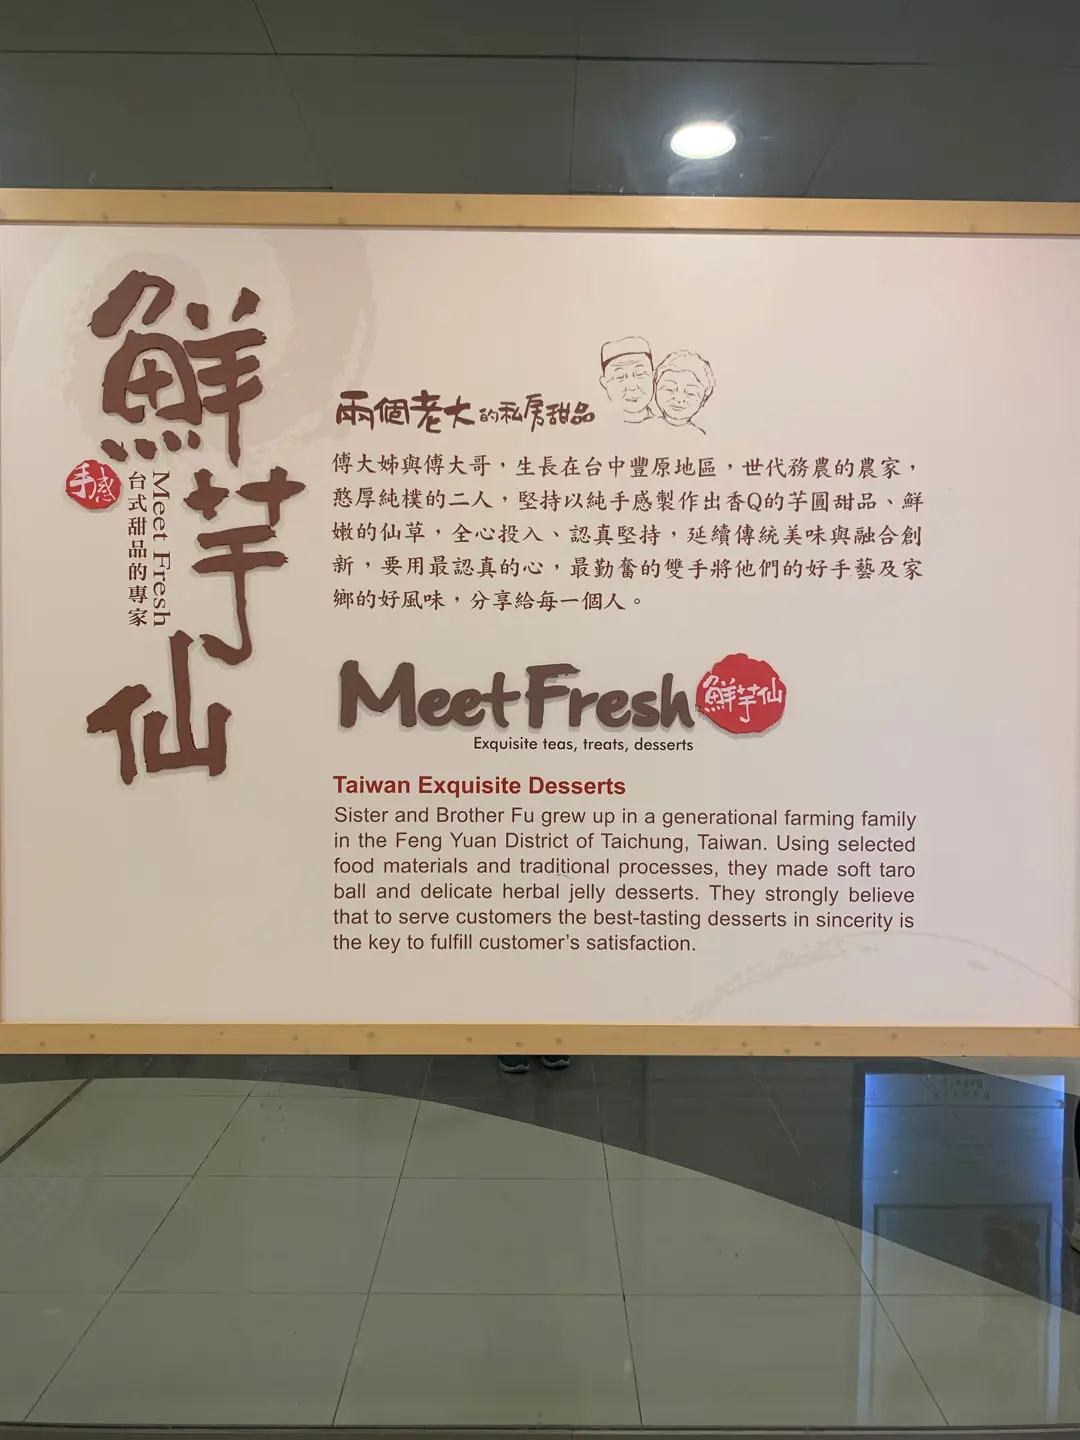 鮮芋仙
手感
Meet Fresh
台式甜品的專家
兩個老大的私房甜品
傅大姊與傅大哥，生長在台中豐原地區，世代務農的農家，
憨厚純樸的二人，堅持以純手感製作出香Q的芋圓甜品、鮮
嫩的仙草，全心投入、認真堅持，延續傳統美味與融合創
新，要用最認真的心，最勤奮的雙手將他們的好手藝及家
鄉的好風味，分享給每一個人。
Meet Fresh
鮮芋仙
Exquisite teas, treats, desserts
Taiwan Exquisite Desserts
Sister and Brother Fu grew up in a generational farming family
in the Feng Yuan District of Taichung, Taiwan. Using selected
food materials and traditional processes, they made soft taro
ball and delicate herbal jelly desserts. They strongly believe
that to serve customers the best-tasting desserts in sincerity is
the key to fulfill customer's satisfaction.